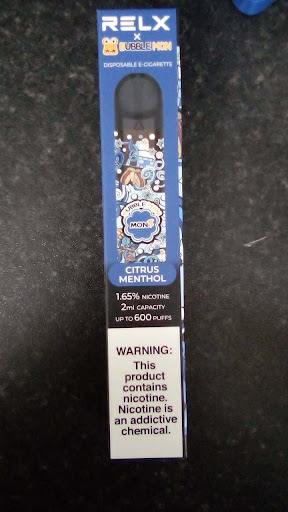 RELX
X
BUBBLEMON
DISPOSABLE E-CIGARETTE
BUBBLE
MON
CITRUS
MENTHOL
1.65% NICOTINE
2ml CAPACITY
UP TO 600 PUFFS
WARNING:
This
product
contains
nicotine.
Nicotine is
an addictive
chemical.